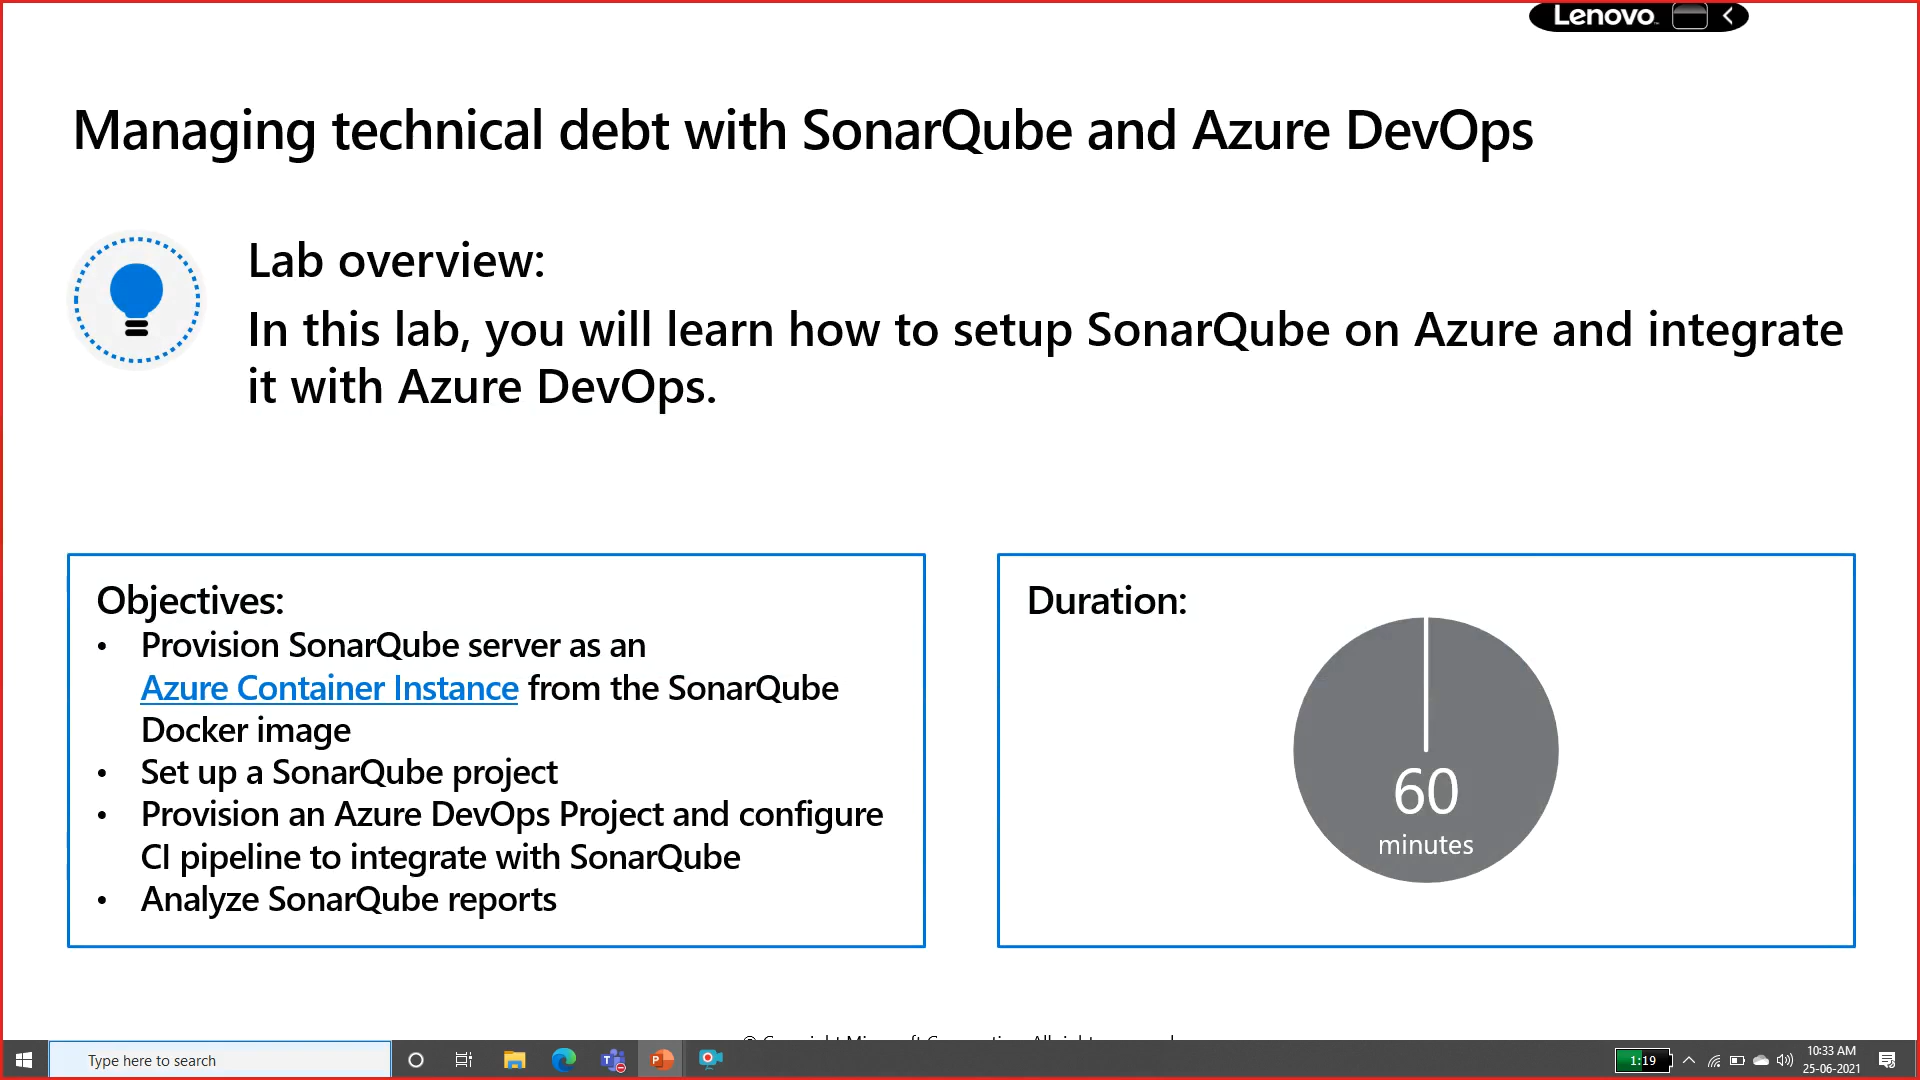 Lenovo
Managing technical debt with SonarQube and Azure DevOps
Lab overview:
In this lab, you will learn how to setup SonarQube on Azure and integrate
it with Azure DevOps.
Objectives:
• Provision SonarQube server as an
Azure Container Instance from the SonarQube
Docker image
• Set up a SonarQube project
• Provision an Azure DevOps Project and configure
CI pipeline to integrate with SonarQube
• Analyze SonarQube reports
Duration:
60
minutes
Type here to search
1:19
10:33 AM
25-06-2021